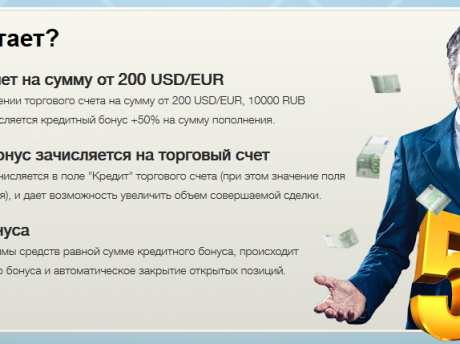 тает?
ет на сумму от 200 USD/EUR
ении торгового счета на сумму от 200 USD/EUR, 10000 RUB
сляется кредитный бонус +50% на сумму пополнения.
онус зачисляется на торговый счет
числяется в поле "Кредит" торгового счета (при этом значение поля
я), и дает возможность увеличить объем совершаемой сделки.
нуса
мы средств равной сумме кредитного бонуса, происходит
о бонуса и автоматическое закрытие открытых позиций.
5